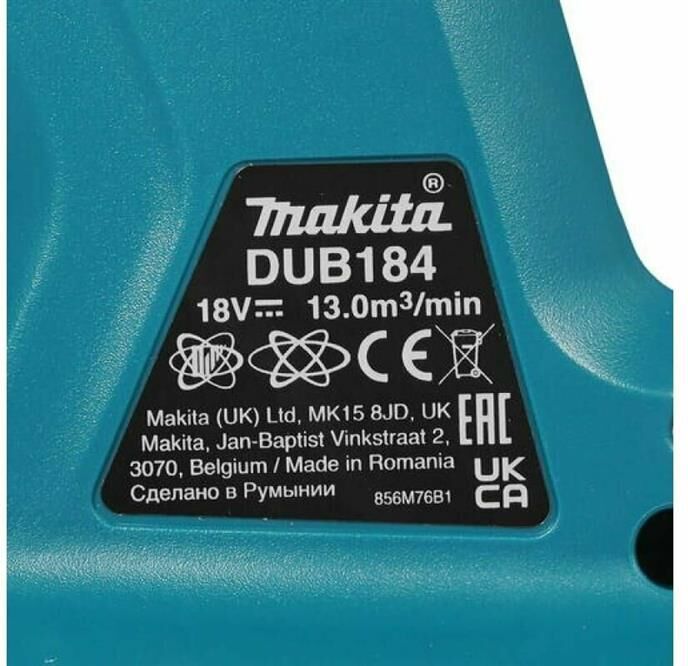 makita®
DUB184
18V⎓ 13.0m³/min
CE
Makita (UK) Ltd, MK15 8JD, UK
Makita, Jan-Baptist Vinkstraat 2,
3070, Belgium / Made in Romania
Сделано в Румынии
856M76B1
EAC
UK
CA